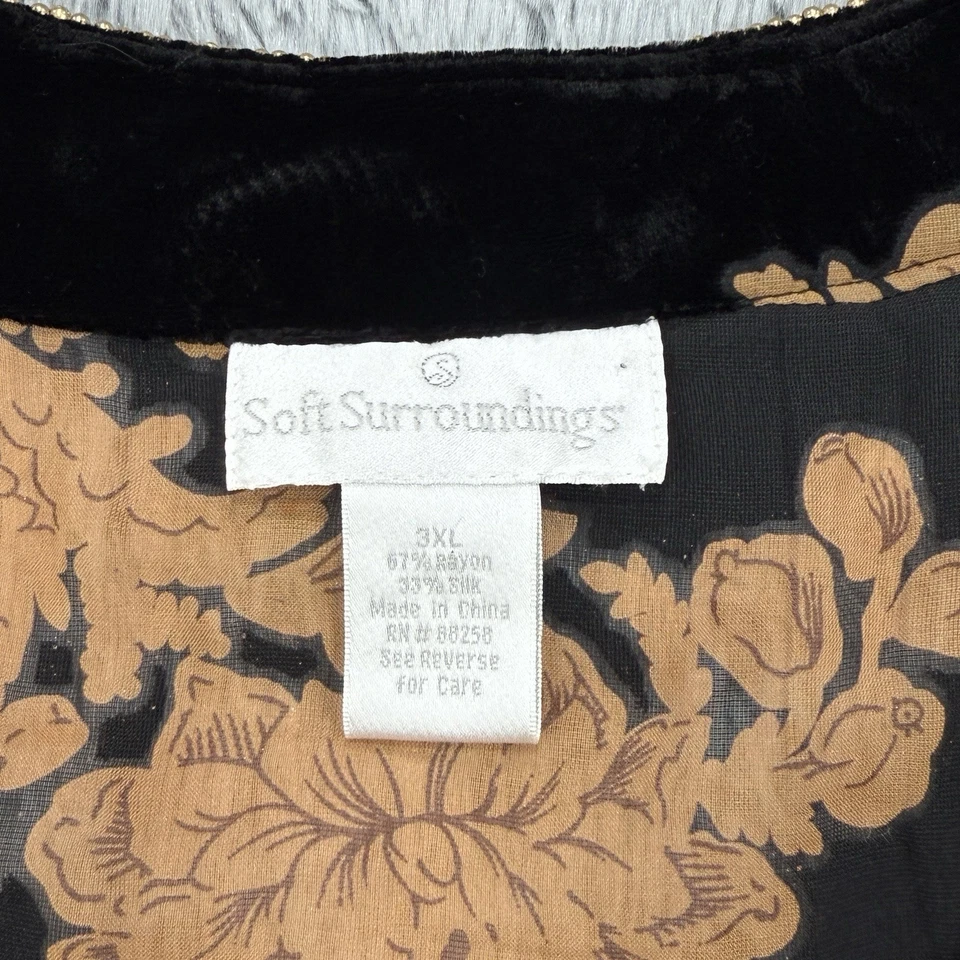 S
Soft Surroundings
3XL
67% Rayon
33% Silk
Made in China
RN # 88258
See Reverse
for Care